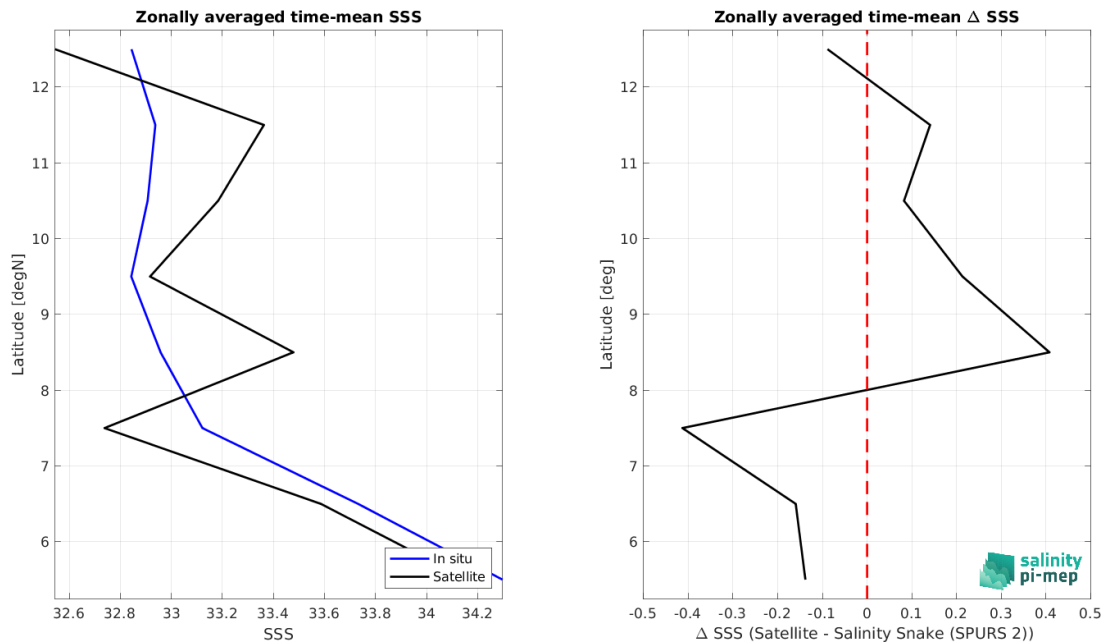 Zonally averaged time-mean SSS
Latitude [degN]
12
11
10
9
8
7
6
32.6 32.8 33 33.2 33.4 33.6 33.8 34 34.2
SSS
In situ
Satellite
Zonally averaged time-mean Δ SSS
Latitude [deg]
12
11
10
9
8
7
6
-0.5 -0.4 -0.3 -0.2 -0.1 0 0.1 0.2 0.3 0.4 0.5
Δ SSS (Satellite - Salinity Snake (SPURS 2))
salinity
pi-mep